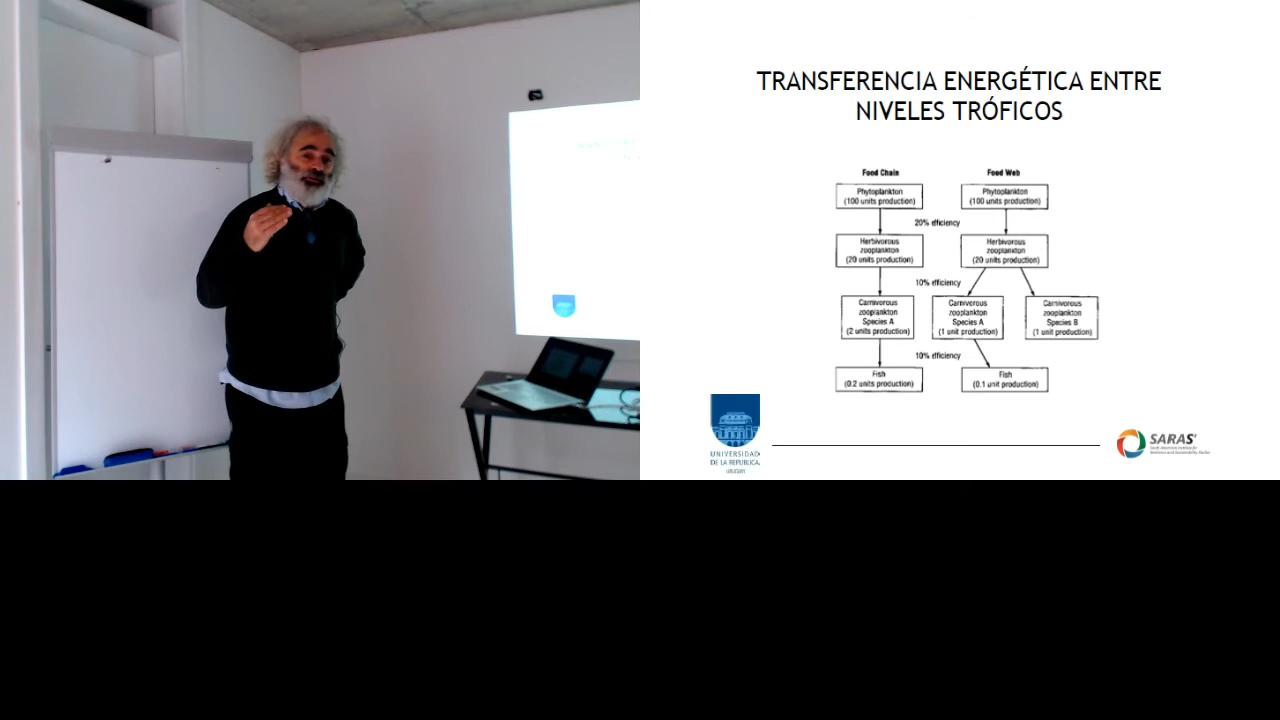 TRANSFERENCIA ENERGÉTICA ENTRE
NIVELES TRÓFICOS
Food Chain
Food Web
Phytoplankton
(100 units production)
Phytoplankton
(100 units production)
20% efficiency
Herbivorous
zooplankton
(20 units production)
Herbivorous
zooplankton
(20 units production)
10% efficiency
Carnivorous
zooplankton
Species A
(2 units production)
Carnivorous
zooplankton
Species A
(1 unit production)
Carnivorous
zooplankton
Species B
(1 unit production)
10% efficiency
Fish
(0.2 units production)
Fish
(0.1 unit production)
UNIVERSIDAD
DE LA REPUBLICA
URUGUAY
SARAS